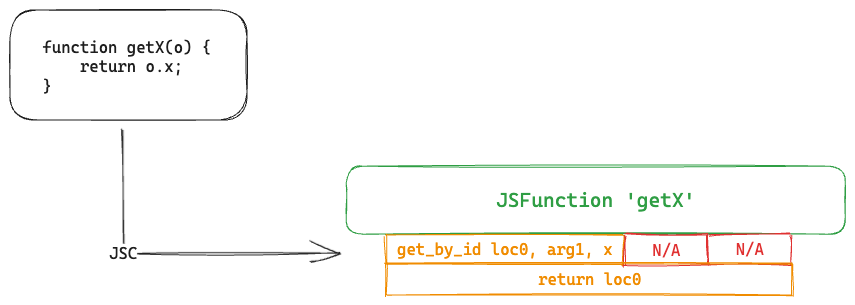 function getX(o) {
    return o.x;
}
JSFunction 'getX'
JSC
get_by_id loc0, arg1, x N/A N/A
return loc0